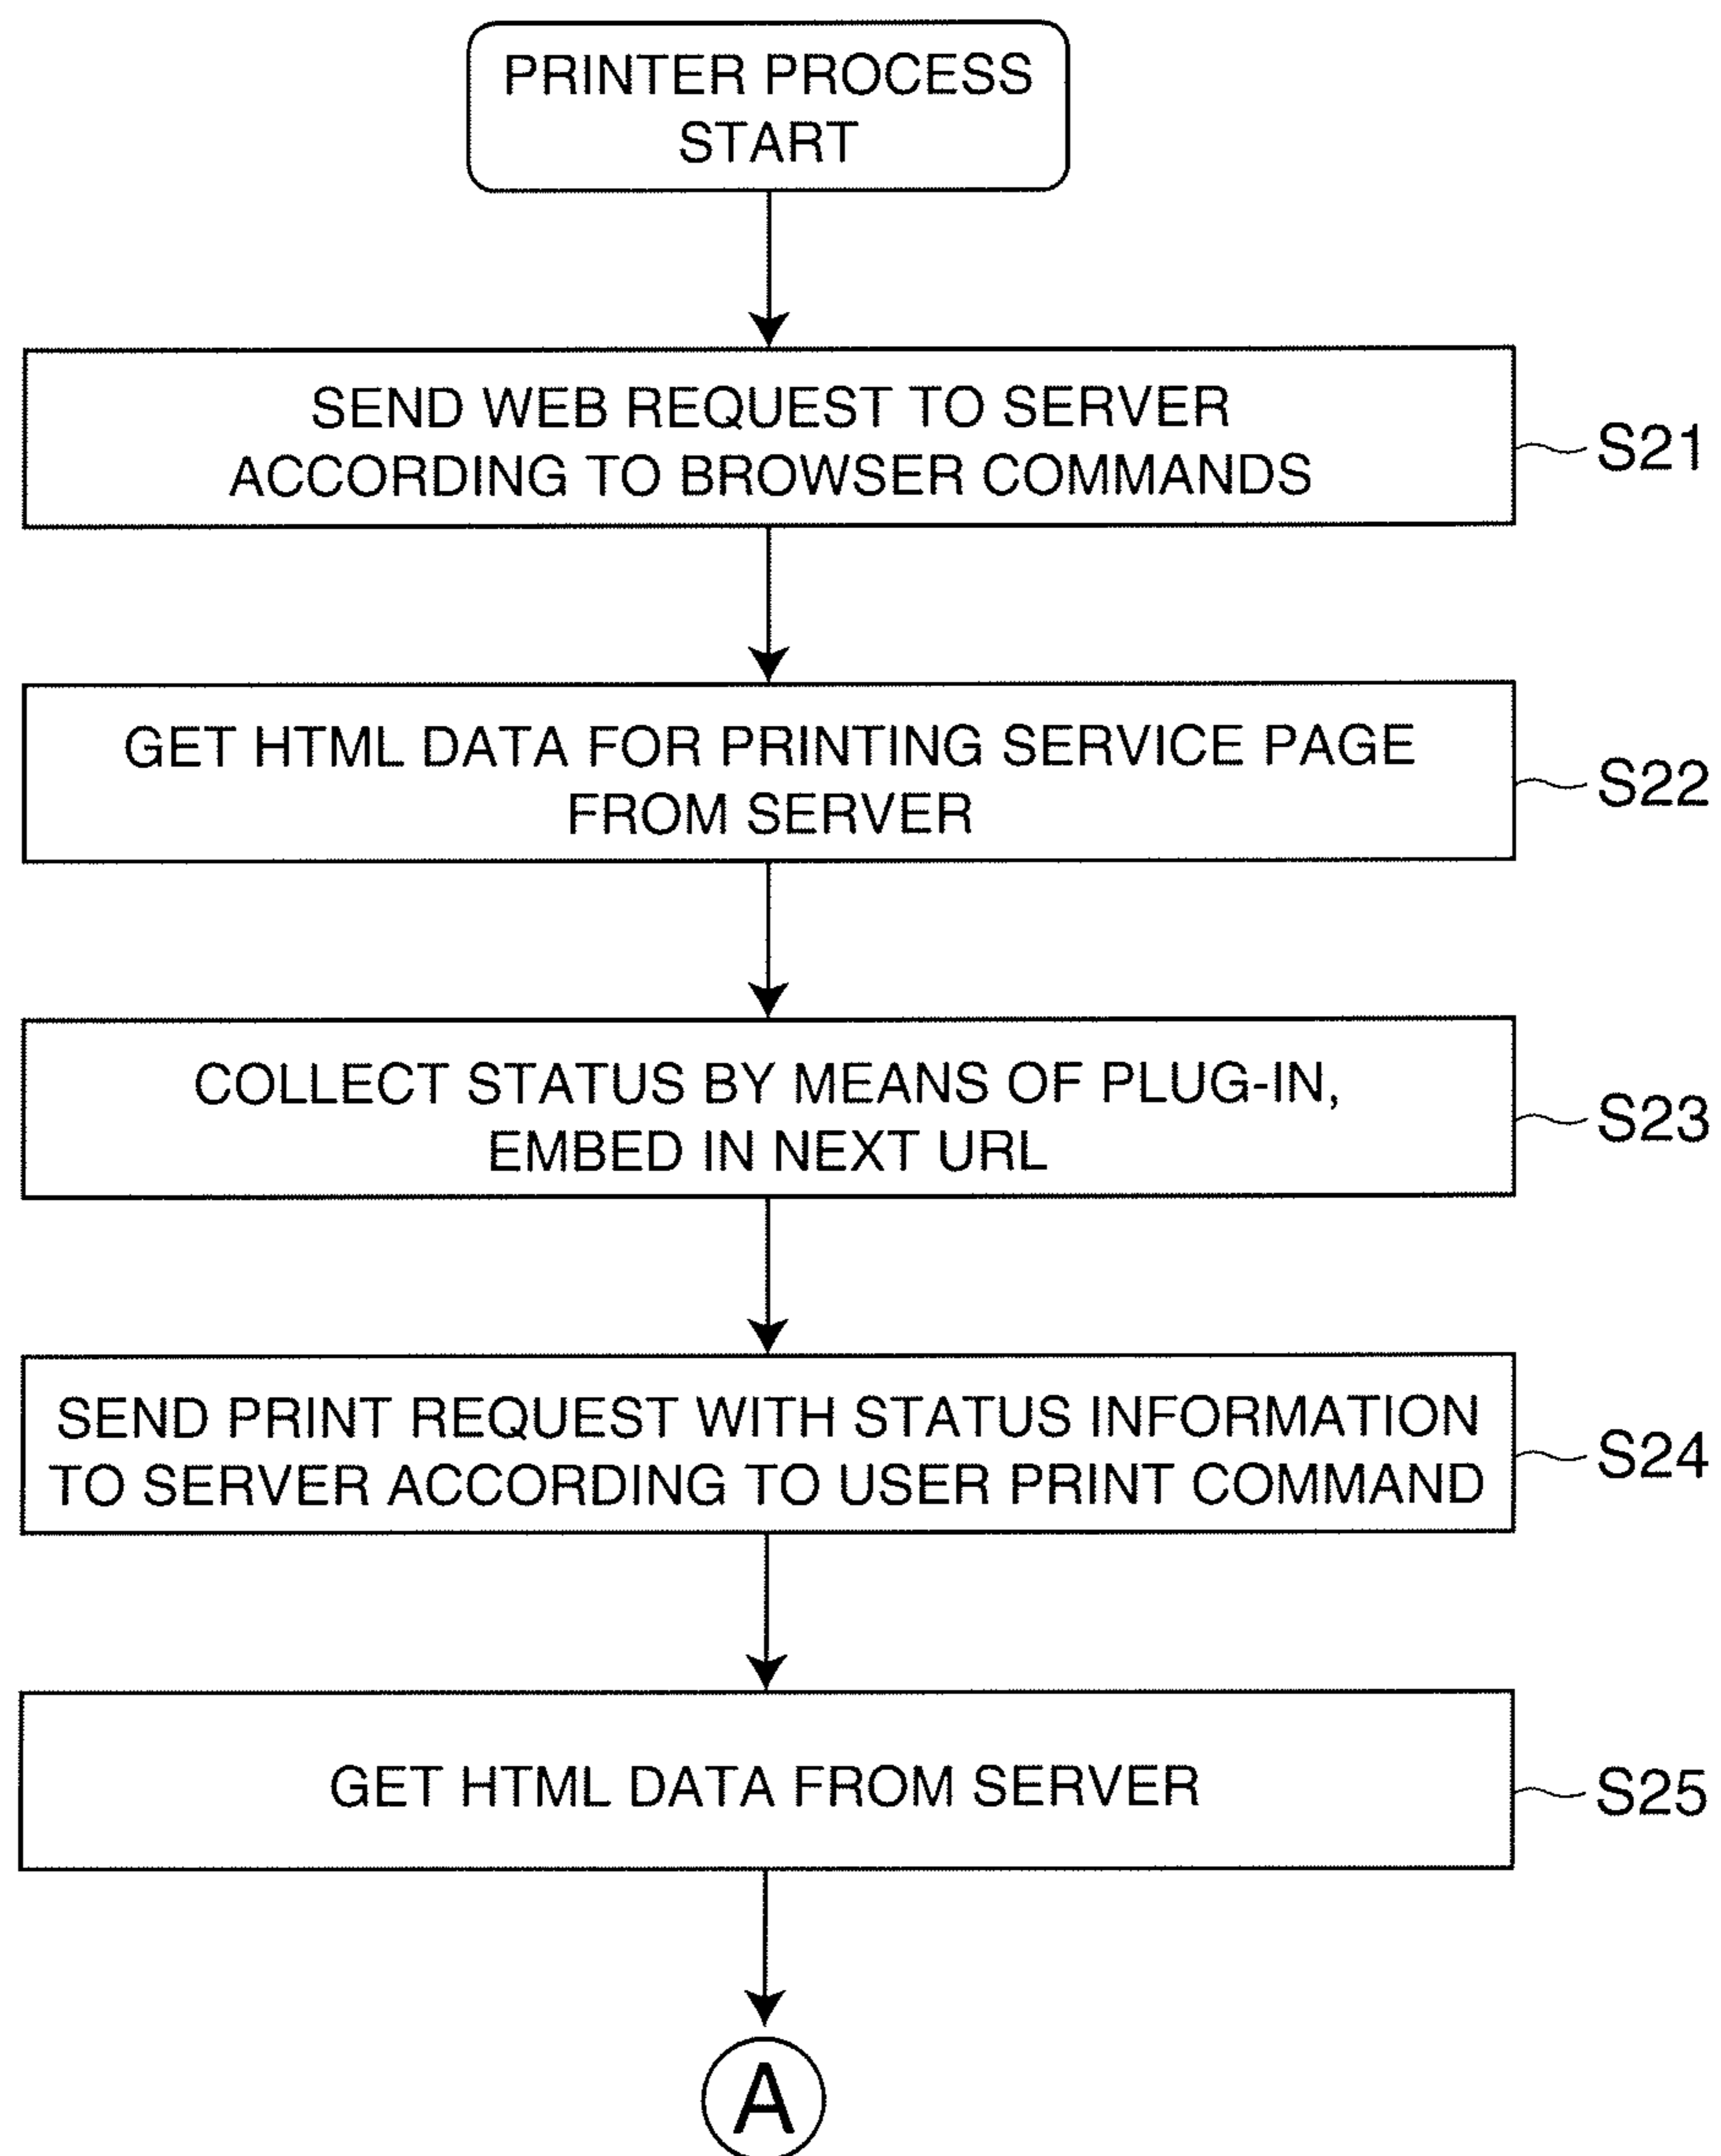 PRINTER PROCESS
START
SEND WEB REQUEST TO SERVER
ACCORDING TO BROWSER COMMANDS
S21
GET HTML DATA FOR PRINTING SERVICE PAGE
FROM SERVER
S22
COLLECT STATUS BY MEANS OF PLUG-IN,
EMBED IN NEXT URL
S23
SEND PRINT REQUEST WITH STATUS INFORMATION
TO SERVER ACCORDING TO USER PRINT COMMAND
S24
GET HTML DATA FROM SERVER
S25
A